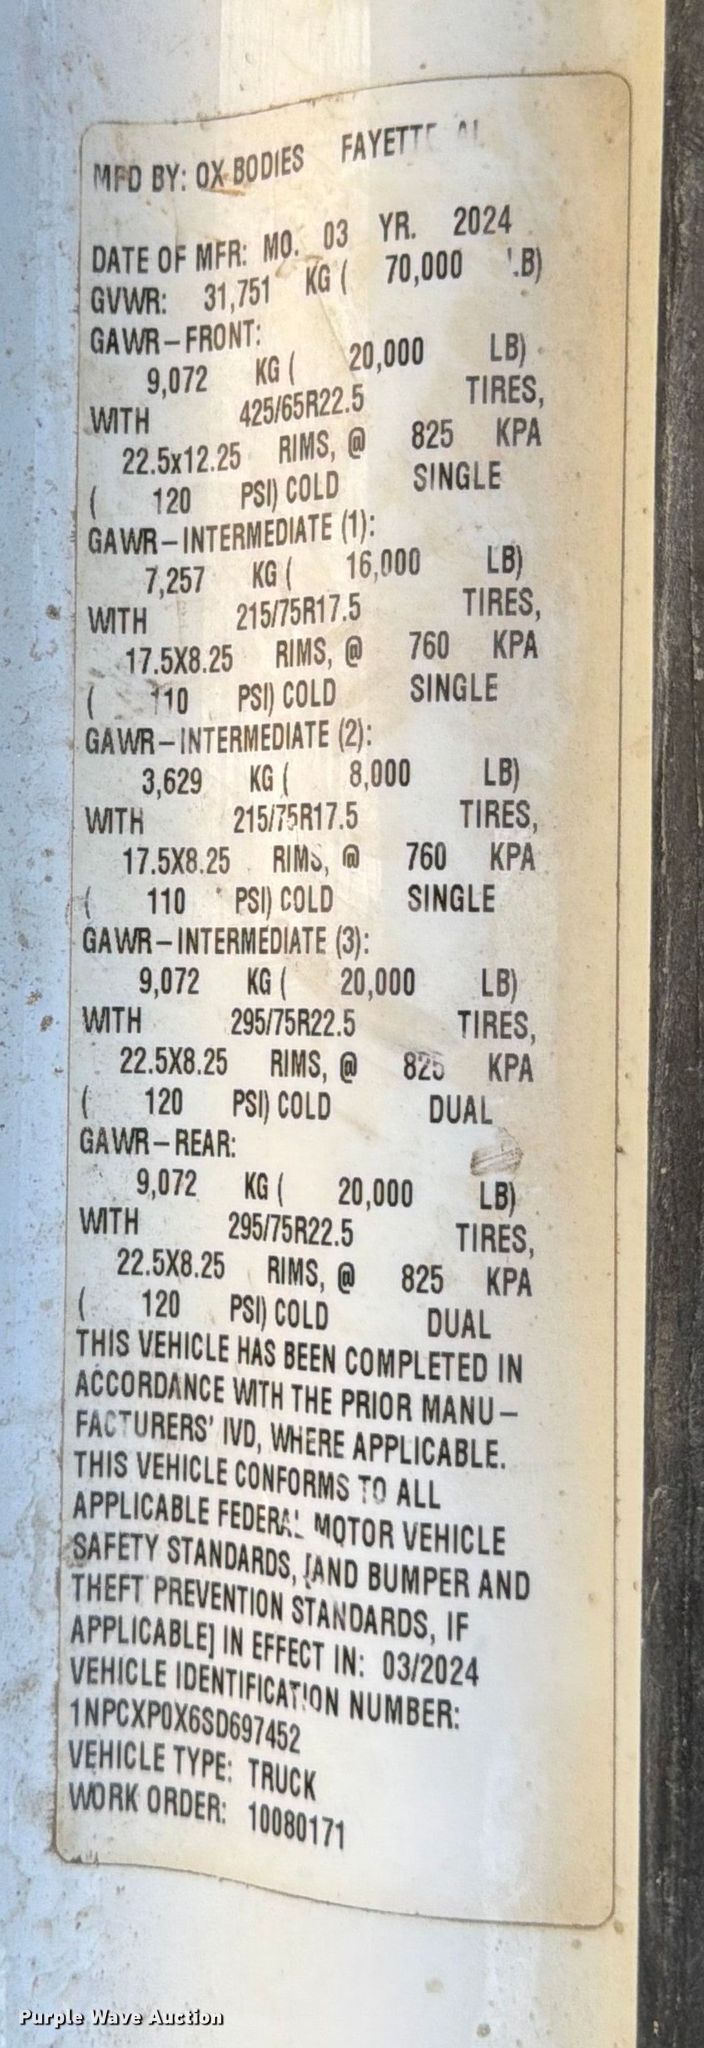 MFD BY: OX BODIES FAYETTE AL
DATE OF MFR: MO. 03 YR. 2024
GVWR: 31,751 KG ( 70,000 LB)
GAWR-FRONT:
9,072 KG ( 20,000 LB)
WITH 425/65R22.5 TIRES,
22.5x12.25 RIMS, @ 825 KPA
( 120 PSI) COLD SINGLE
GAWR-INTERMEDIATE (1):
7,257 KG ( 16,000 LB)
WITH 215/75R17.5 TIRES,
17.5X8.25 RIMS, @ 760 KPA
( 110 PSI) COLD SINGLE
GAWR-INTERMEDIATE (2):
3,629 KG ( 8,000 LB)
WITH 215/75R17.5 TIRES,
17.5X8.25 RIMS, @ 760 KPA
( 110 PSI) COLD SINGLE
GAWR-INTERMEDIATE (3):
9,072 KG ( 20,000 LB)
WITH 295/75R22.5 TIRES,
22.5X8.25 RIMS, @ 825 KPA
( 120 PSI) COLD DUAL
GAWR-REAR:
9,072 KG ( 20,000 LB)
WITH 295/75R22.5 TIRES,
22.5X8.25 RIMS, @ 825 KPA
( 120 PSI) COLD DUAL
THIS VEHICLE HAS BEEN COMPLETED IN
ACCORDANCE WITH THE PRIOR MANU-
FACTURERS' IVD, WHERE APPLICABLE.
THIS VEHICLE CONFORMS TO ALL
APPLICABLE FEDERAL MOTOR VEHICLE
SAFETY STANDARDS, [AND BUMPER AND
THEFT PREVENTION STANDARDS, IF
APPLICABLE] IN EFFECT IN: 03/2024
VEHICLE IDENTIFICATION NUMBER:
1NPCXP0X6SD697452
VEHICLE TYPE: TRUCK
WORK ORDER: 10080171
Purple Wave Auction